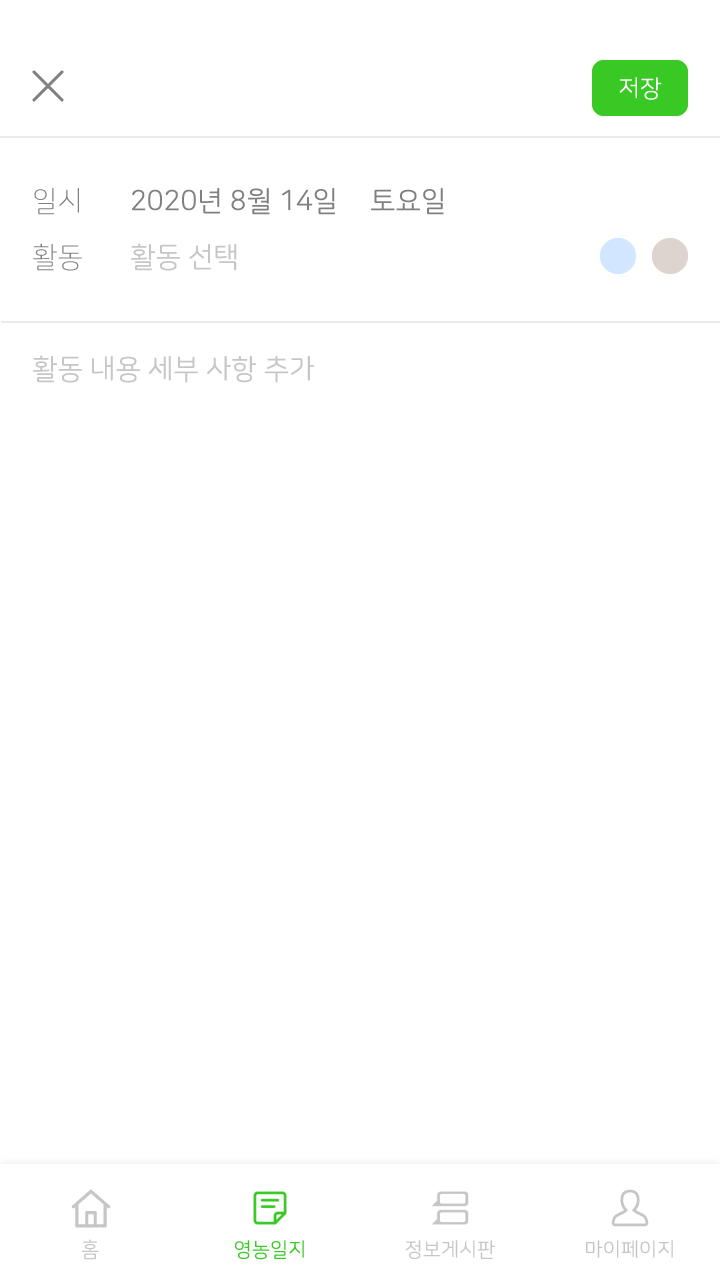 저장
일시 2020년 8월 14일 토요일
활동 활동 선택
활동 내용 세부 사항 추가
홈 영농일지 정보게시판 마이페이지